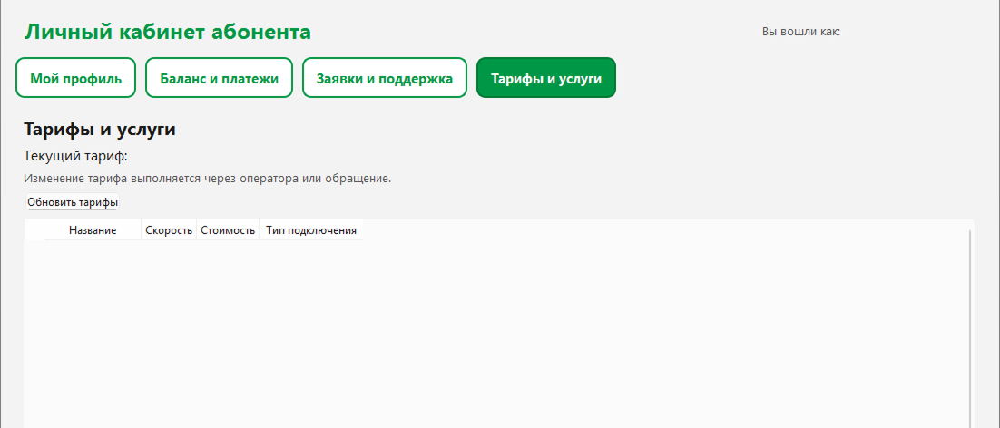 Личный кабинет абонента
Вы вошли как:
Мой профиль
Баланс и платежи
Заявки и поддержка
Тарифы и услуги
Тарифы и услуги
Текущий тариф:
Изменение тарифа выполняется через оператора или обращение.
Обновить тарифы
Название Скорость Стоимость Тип подключения